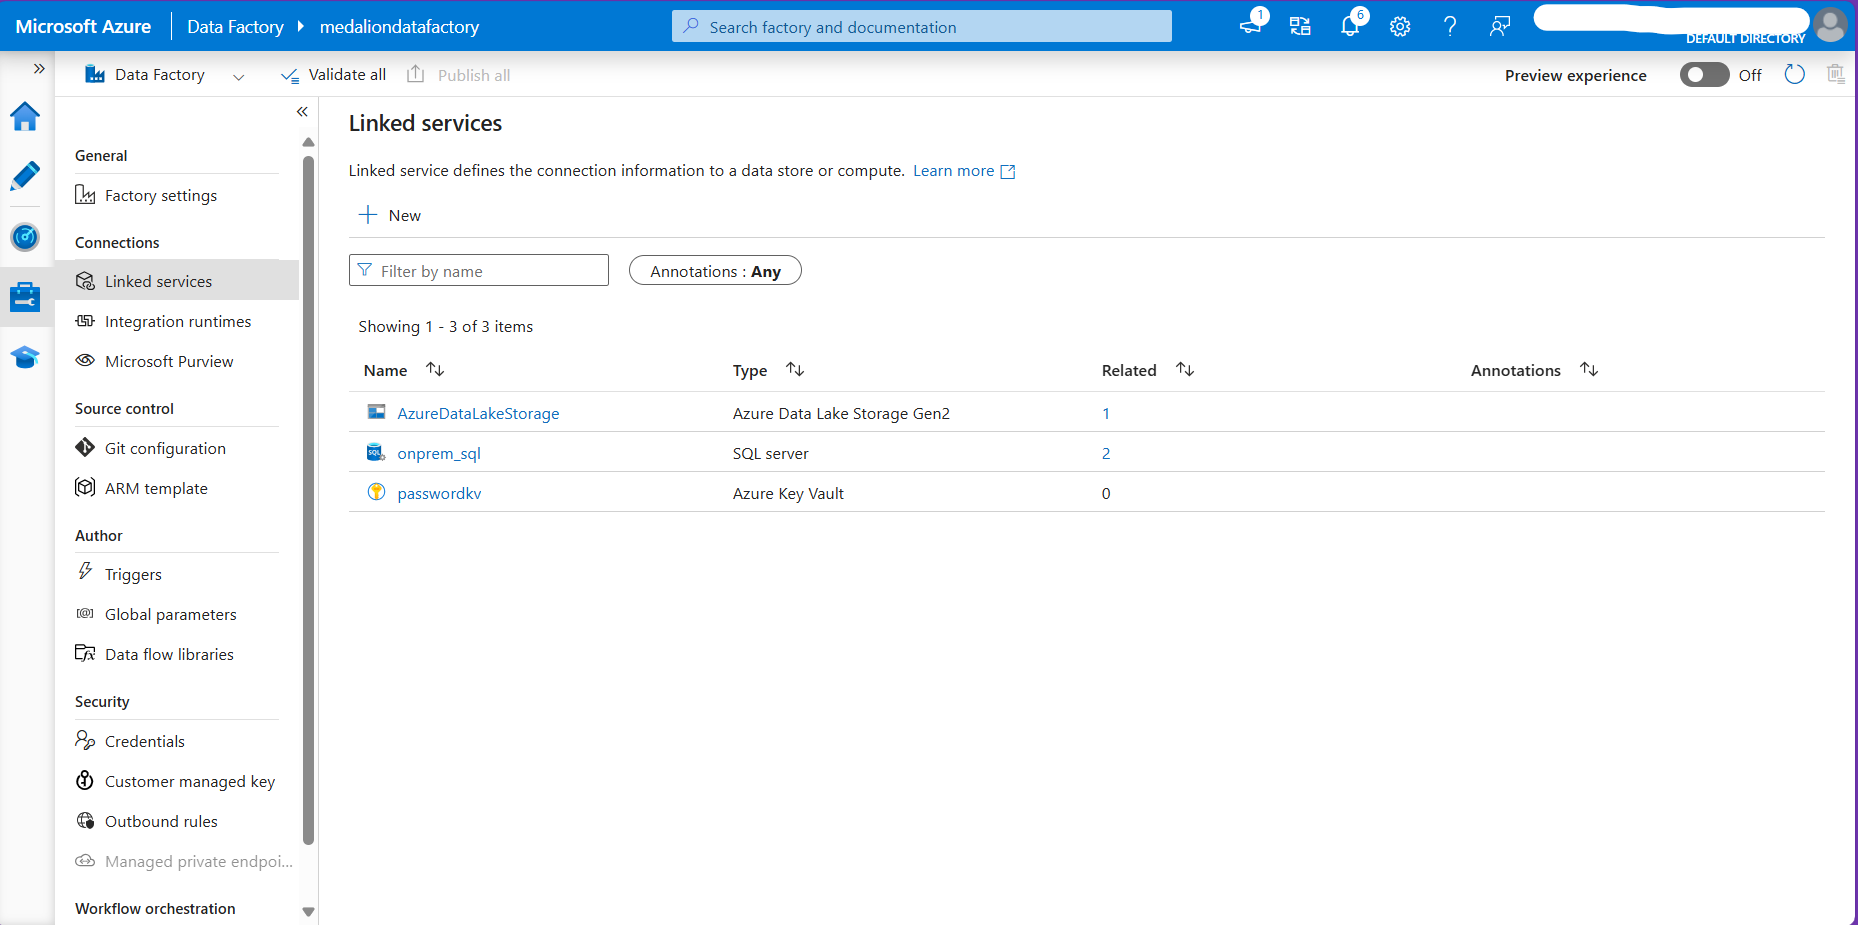 Microsoft Azure
Data Factory
medaliondatafactory
Search factory and documentation
1
6
DEFAULT DIRECTORY
Data Factory
Validate all
Publish all
Preview experience
Off
General
Factory settings
Connections
Linked services
Integration runtimes
Microsoft Purview
Source control
Git configuration
ARM template
Author
Triggers
Global parameters
Data flow libraries
Security
Credentials
Customer managed key
Outbound rules
Managed private endpoi...
Workflow orchestration
Linked services
Linked service defines the connection information to a data store or compute. Learn more
New
Filter by name
Annotations : Any
Showing 1 - 3 of 3 items
Name Type Related Annotations
AzureDataLakeStorage Azure Data Lake Storage Gen2 1
onprem_sql SQL server 2
passwordkv Azure Key Vault 0